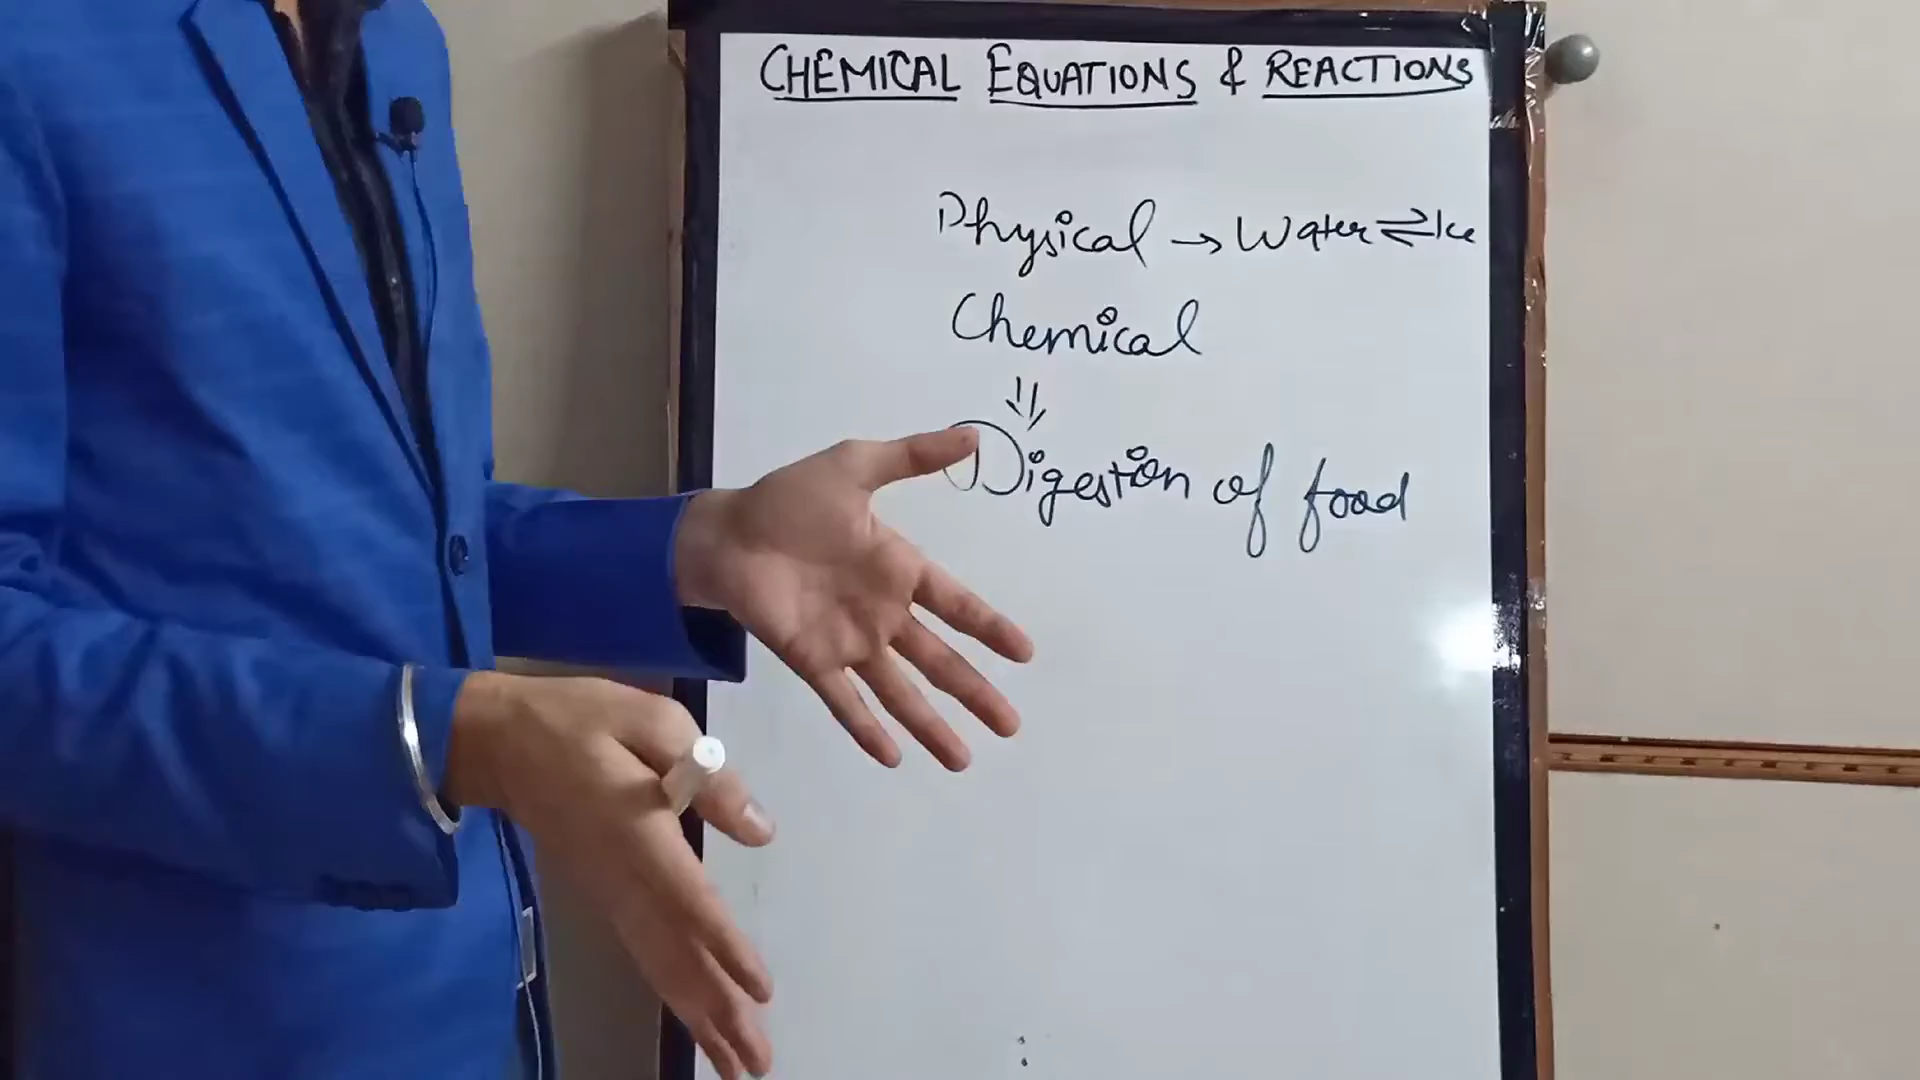 CHEMICAL EQUATIONS & REACTIONS
Physical → Water ⇌ Ice
Chemical
Digestion of food